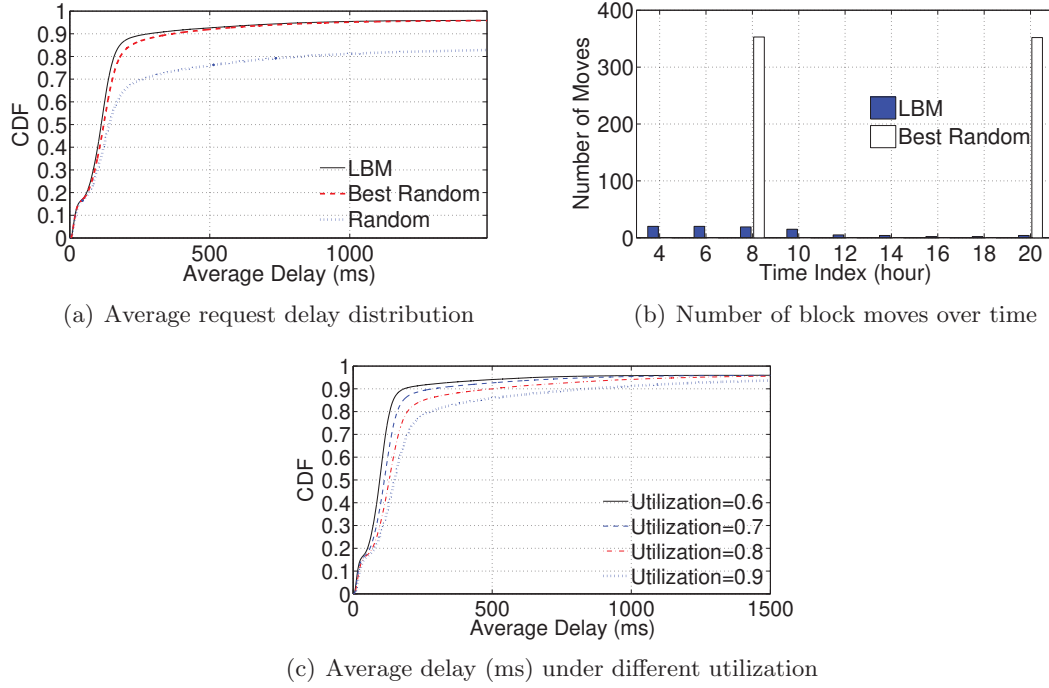 1
0.9
0.8
0.7
0.6
0.5
0.4
0.3
0.2
0.1
0
CDF
LBM
Best Random
Random
0 500 1000
Average Delay (ms)
(a) Average request delay distribution
400
300
200
100
0
Number of Moves
LBM
Best Random
4 6 8 10 12 14 16 18 20
Time Index (hour)
(b) Number of block moves over time
1
0.9
0.8
0.7
0.6
0.5
0.4
0.3
0.2
0.1
0
CDF
Utilization=0.6
Utilization=0.7
Utilization=0.8
Utilization=0.9
0 500 1000 1500
Average Delay (ms)
(c) Average delay (ms) under different utilization